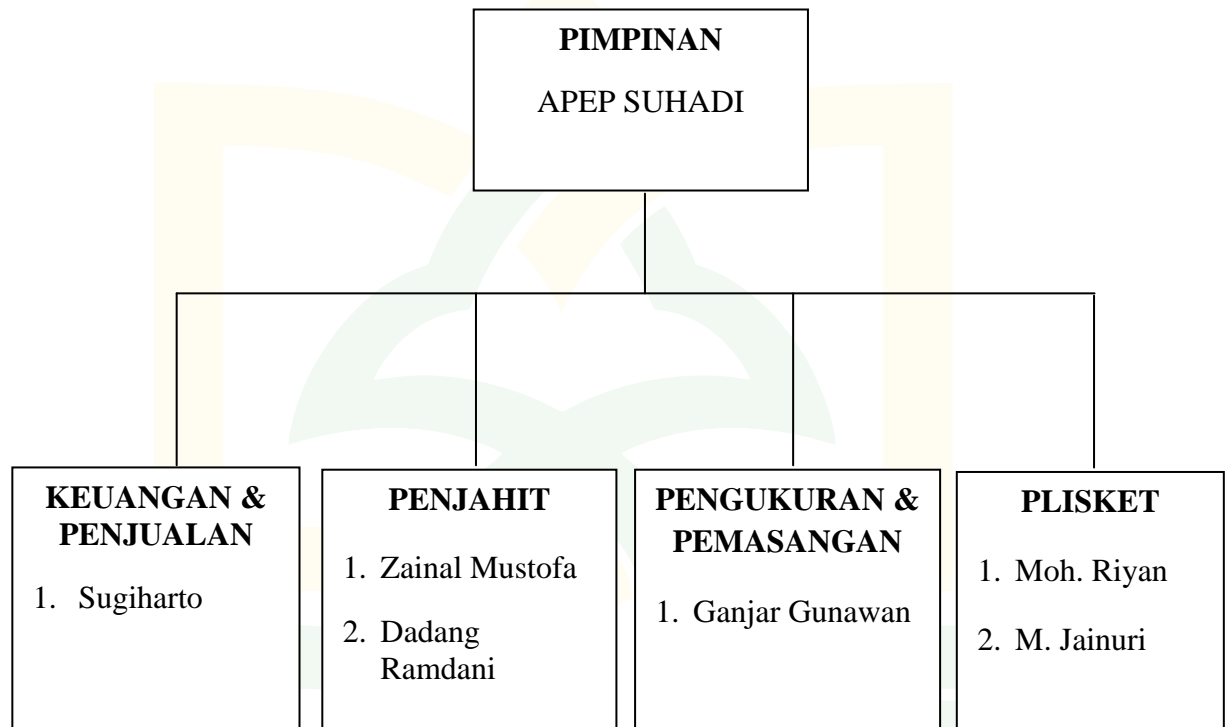 PIMPINAN
APEP SUHADI
KEUANGAN &
PENJUALAN
1. Sugiharto
PENJAHIT
1. Zainal Mustofa
2. Dadang
Ramdani
PENGUKURAN &
PEMASANGAN
1. Ganjar Gunawan
PLISKET
1. Moh. Riyan
2. M. Jainuri